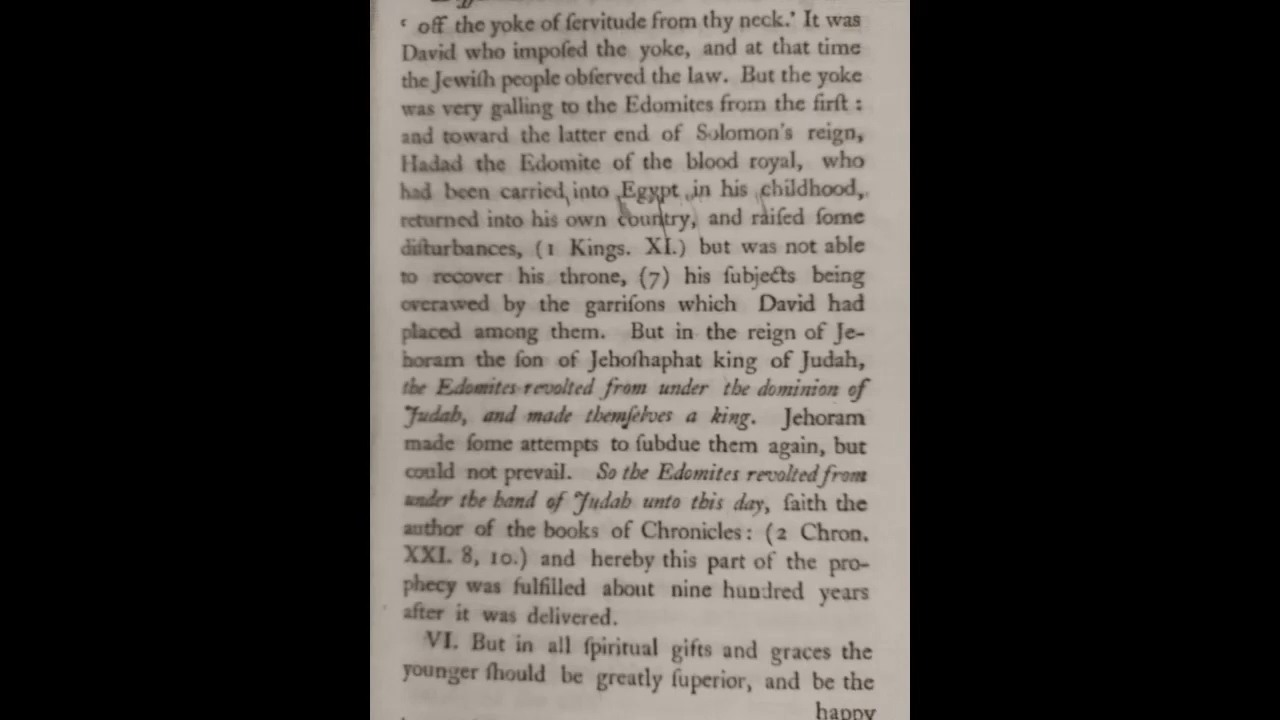 ‘ off the yoke of ſervitude from thy neck.’ It was
David who impoſed the yoke, and at that time
the Jewiſh people obſerved the law. But the yoke
was very galling to the Edomites from the firſt :
and toward the latter end of Solomon's reign,
Hadad the Edomite of the blood royal, who
had been carried into Egypt in his childhood,
returned into his own country, and raiſed ſome
diſturbances, (1 Kings. XI.) but was not able
to recover his throne, (7) his ſubjects being
overawed by the garriſons which David had
placed among them. But in the reign of Je-
horam the ſon of Jehoſhaphat king of Judah,
the Edomites revolted from under the dominion of
Judah, and made themſelves a king. Jehoram
made ſome attempts to ſubdue them again, but
could not prevail. So the Edomites revolted from
under the hand of Judah unto this day, ſaith the
author of the books of Chronicles: (2 Chron.
XXI. 8, 10.) and hereby this part of the pro-
phecy was fulfilled about nine hundred years
after it was delivered.
VI. But in all ſpiritual gifts and graces the
younger ſhould be greatly ſuperior, and be the
happy